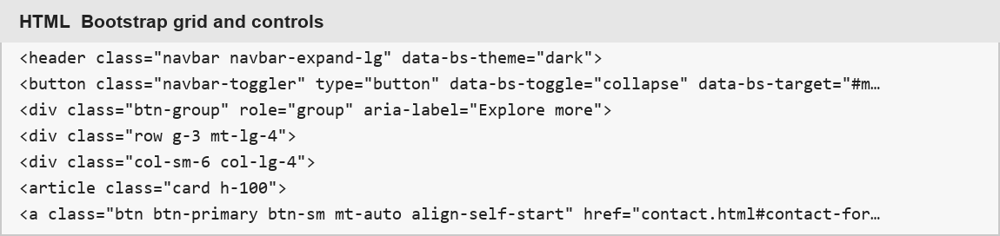 HTML  Bootstrap grid and controls
<header class="navbar navbar-expand-lg" data-bs-theme="dark">
<button class="navbar-toggler" type="button" data-bs-toggle="collapse" data-bs-target="#m…
<div class="btn-group" role="group" aria-label="Explore more">
<div class="row g-3 mt-lg-4">
<div class="col-sm-6 col-lg-4">
<article class="card h-100">
<a class="btn btn-primary btn-sm mt-auto align-self-start" href="contact.html#contact-for…